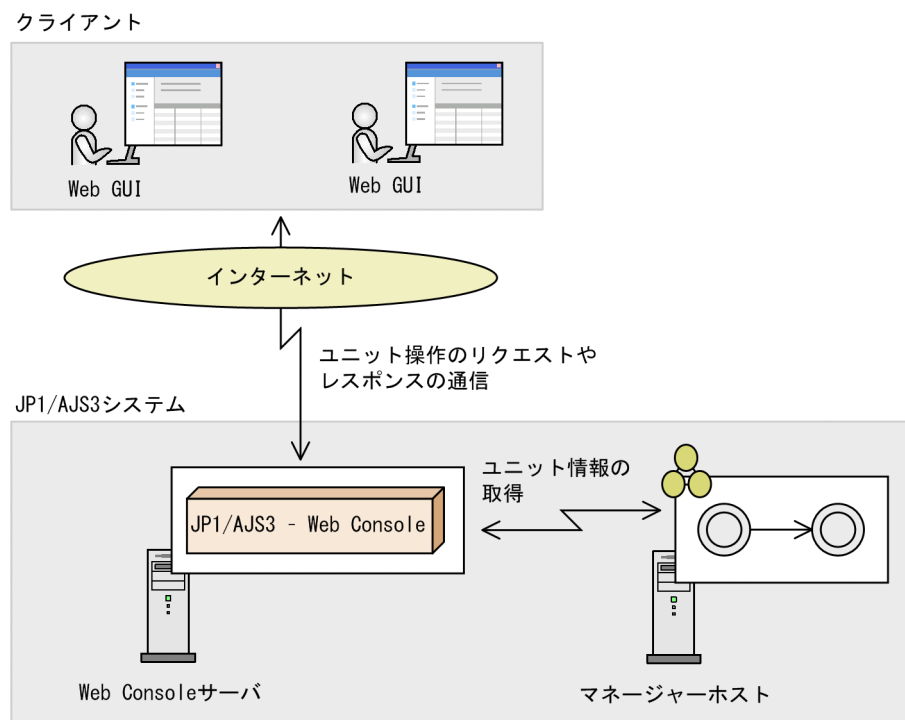 クライアント
Web GUI
Web GUI
インターネット
ユニット操作のリクエストや
レスポンスの通信
JP1/AJS3システム
ユニット情報の
取得
JP1/AJS3 - Web Console
Web Consoleサーバ
マネージャーホスト